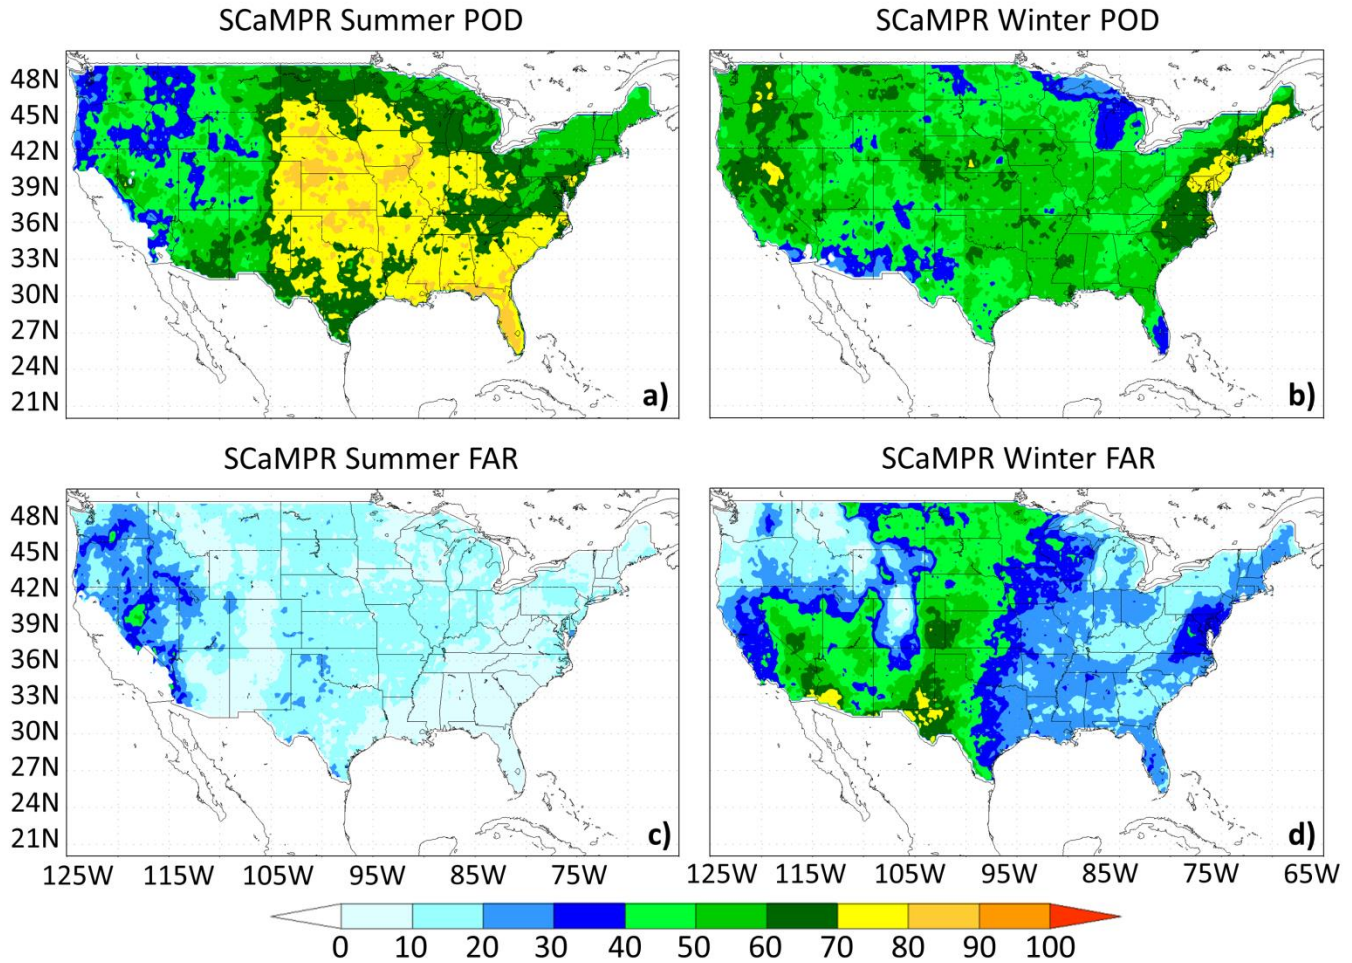 SCaMPR Summer POD
SCaMPR Winter POD
48N
45N
42N
39N
36N
33N
30N
27N
24N
21N
a)
b)
SCaMPR Summer FAR
SCaMPR Winter FAR
48N
45N
42N
39N
36N
33N
30N
27N
24N
21N
c)
d)
125W 115W 105W 95W 85W 75W
125W 115W 105W 95W 85W 75W 65W
0 10 20 30 40 50 60 70 80 90 100